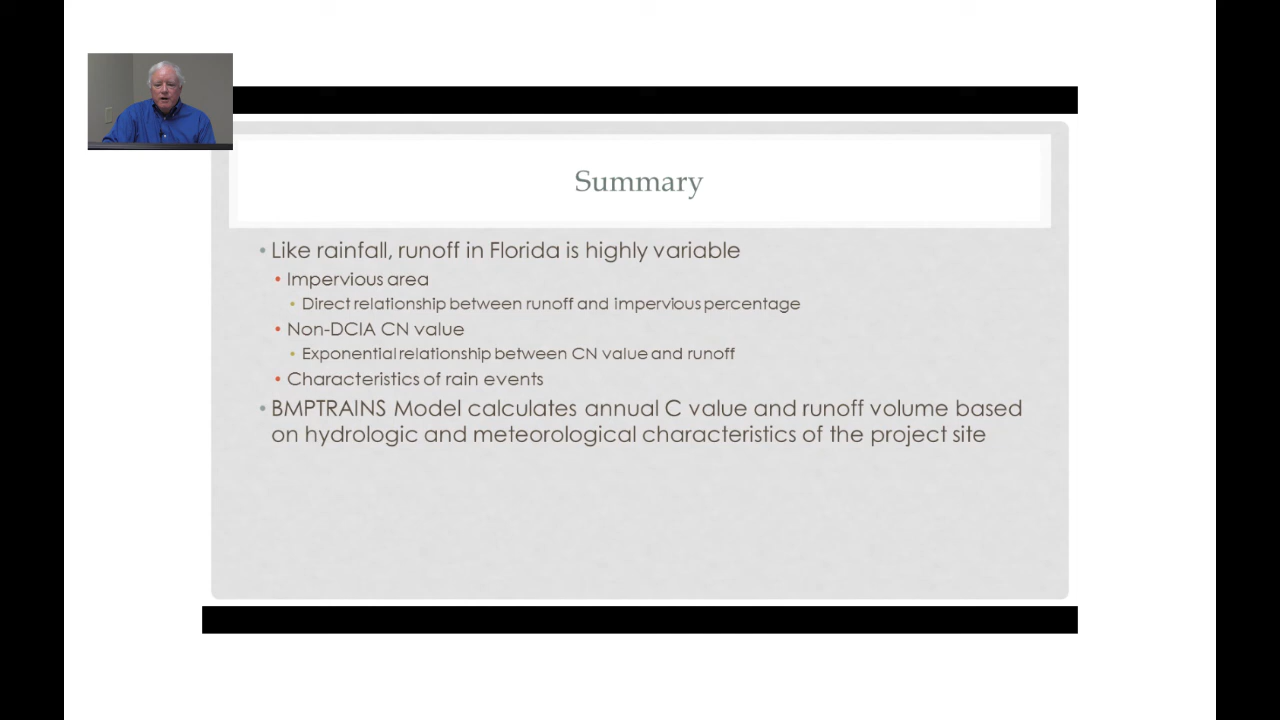 Summary
Like rainfall, runoff in Florida is highly variable
Impervious area
Direct relationship between runoff and impervious percentage
Non-DCIA CN value
Exponential relationship between CN value and runoff
Characteristics of rain events
BMPTRAINS Model calculates annual C value and runoff volume based
on hydrologic and meteorological characteristics of the project site